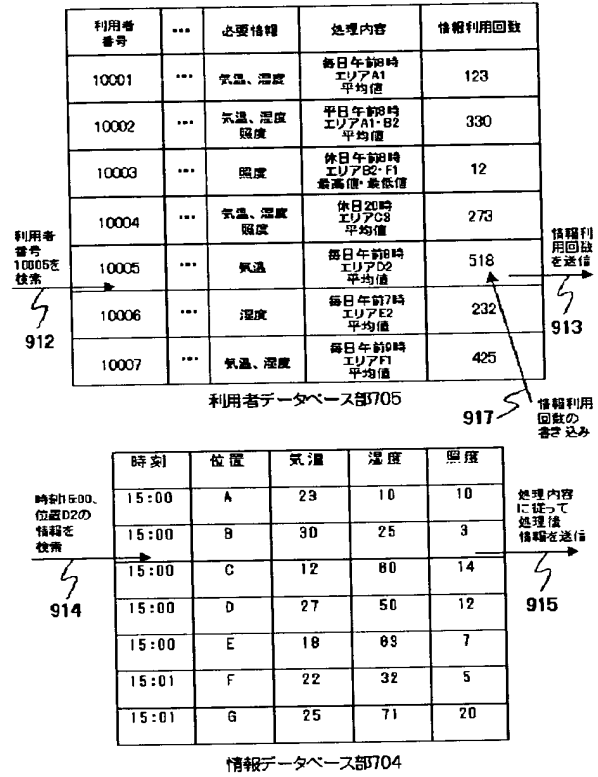 利用者
番号
･･･
必要情報
処理内容
情報利用回数
10001
･･･
気温、湿度
毎日午前8時
エリアA1
平均値
123
10002
･･･
気温、湿度
照度
平日午前8時
エリアA1・B2
平均値
330
10003
･･･
照度
休日午前8時
エリアB2・F1
最高値・最低値
12
10004
･･･
気温、湿度
照度
休日20時
平均値
273
10005
･･･
気温
毎日午前8時
エリアD2
平均値
518
10006
･･･
湿度
毎日午前7時
エリアE2
平均値
232
10007
･･･
気温、湿度
毎日午前9時
エリアF1
平均値
425
利用者
番号
10005を
検索
912
情報利
用回数
を送信
913
利用者データベース部705
917
情報利用
回数の
書き込み
時刻
位置
気温
湿度
照度
15:00
A
23
10
10
15:00
B
30
25
3
15:00
C
12
60
14
15:00
D
27
50
12
15:00
E
18
7
15:01
F
22
32
5
15:01
G
25
71
20
時刻15:00、
位置D2の
情報を
検索
914
処理内容
に従って
処理後
情報を送信
915
情報データベース部704